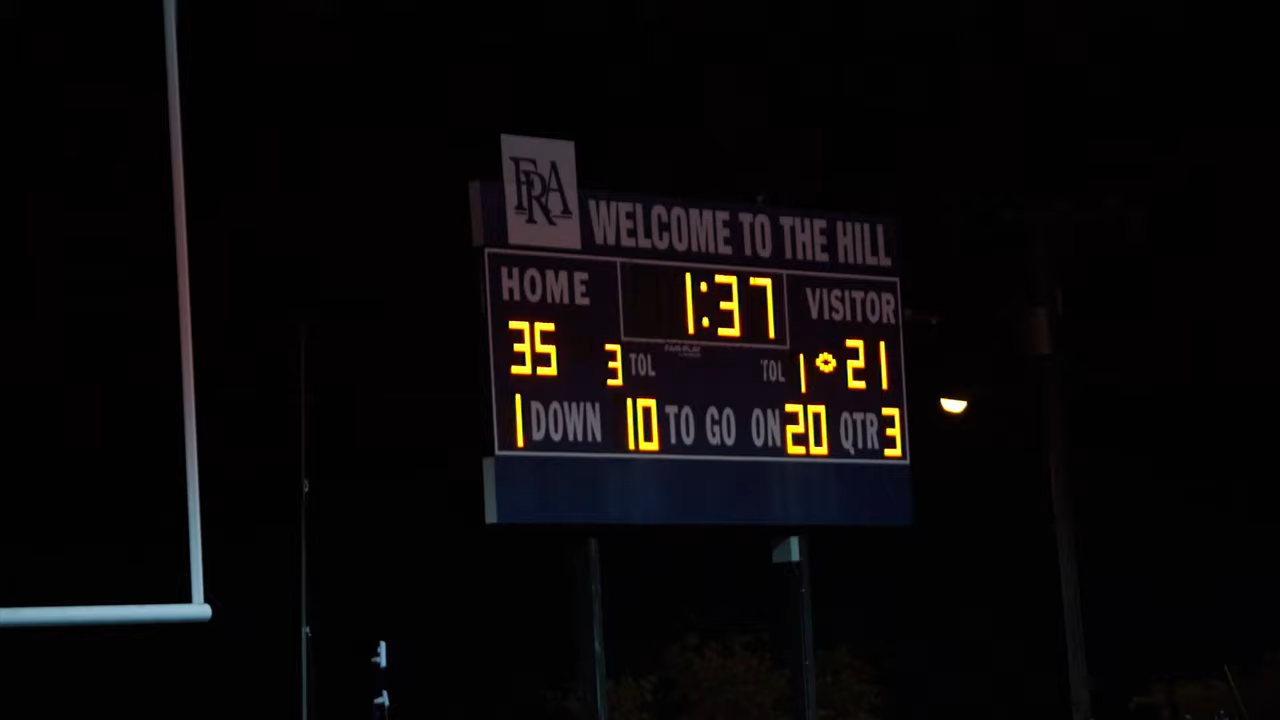 FRA
WELCOME TO THE HILL
HOME 1:37 VISITOR
35 3 TOL TOL 1 21
1 DOWN 10 TO GO ON 20 QTR 3